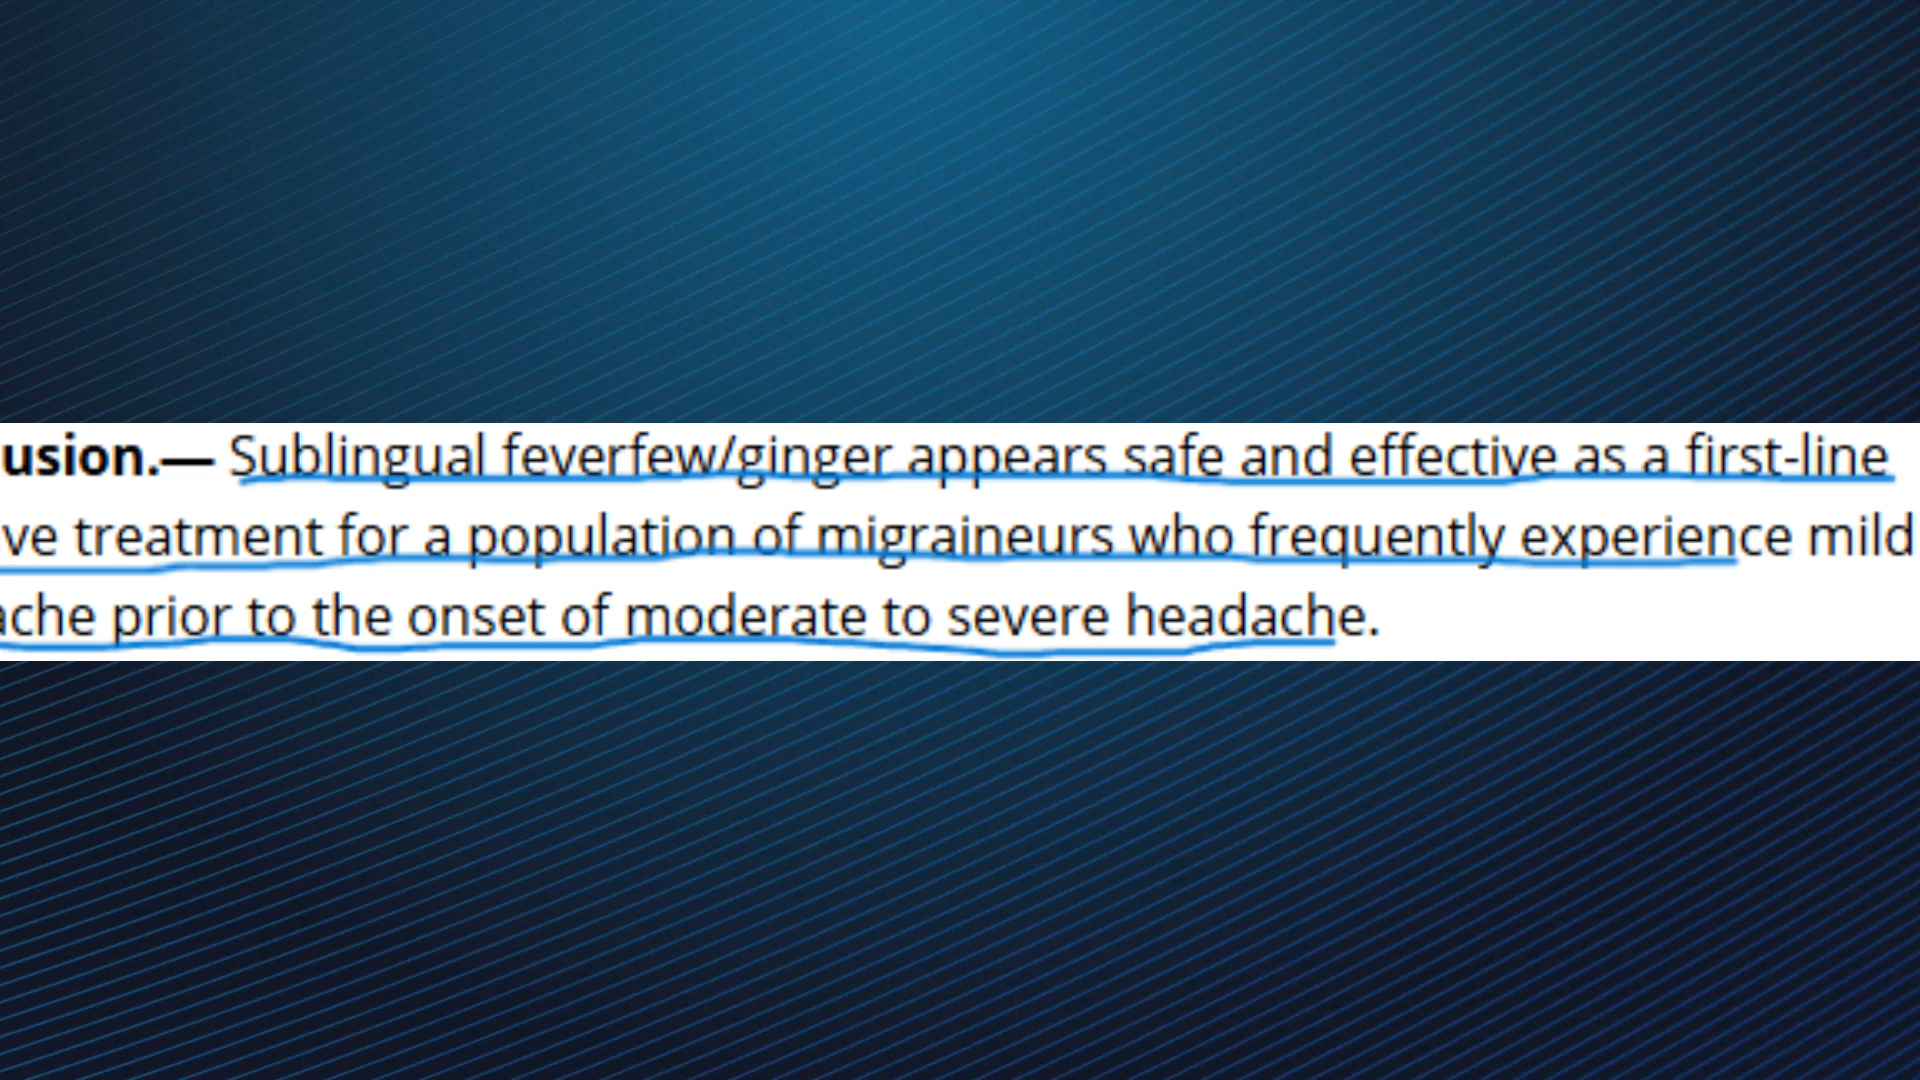 usion.— Sublingual feverfew/ginger appears safe and effective as a first-line
ve treatment for a population of migraineurs who frequently experience mild
ache prior to the onset of moderate to severe headache.